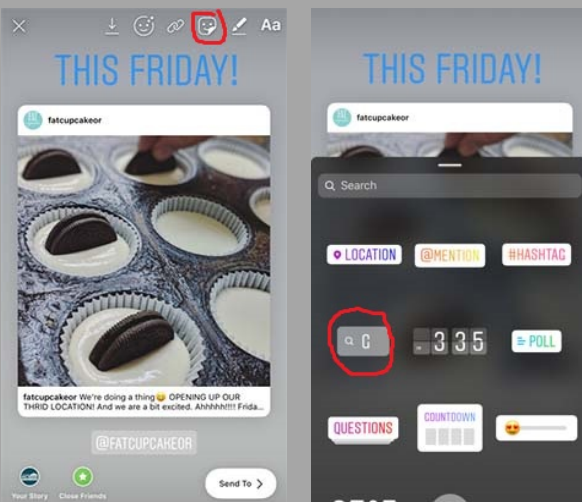 Aa
THIS FRIDAY!
fatcupcakeor
fatcupcakeor We're doing a thing😀 OPENING UP OUR
THRID LOCATION! And we are a bit excited. Ahhhhh!!!! Frida...
@FATCUPCAKEOR
Your Story
Close Friends
Send To >
THIS FRIDAY!
fatcupcakeor
Search
LOCATION
@MENTION
#HASHTAG
G
335
POLL
QUESTIONS
COUNTDOWN